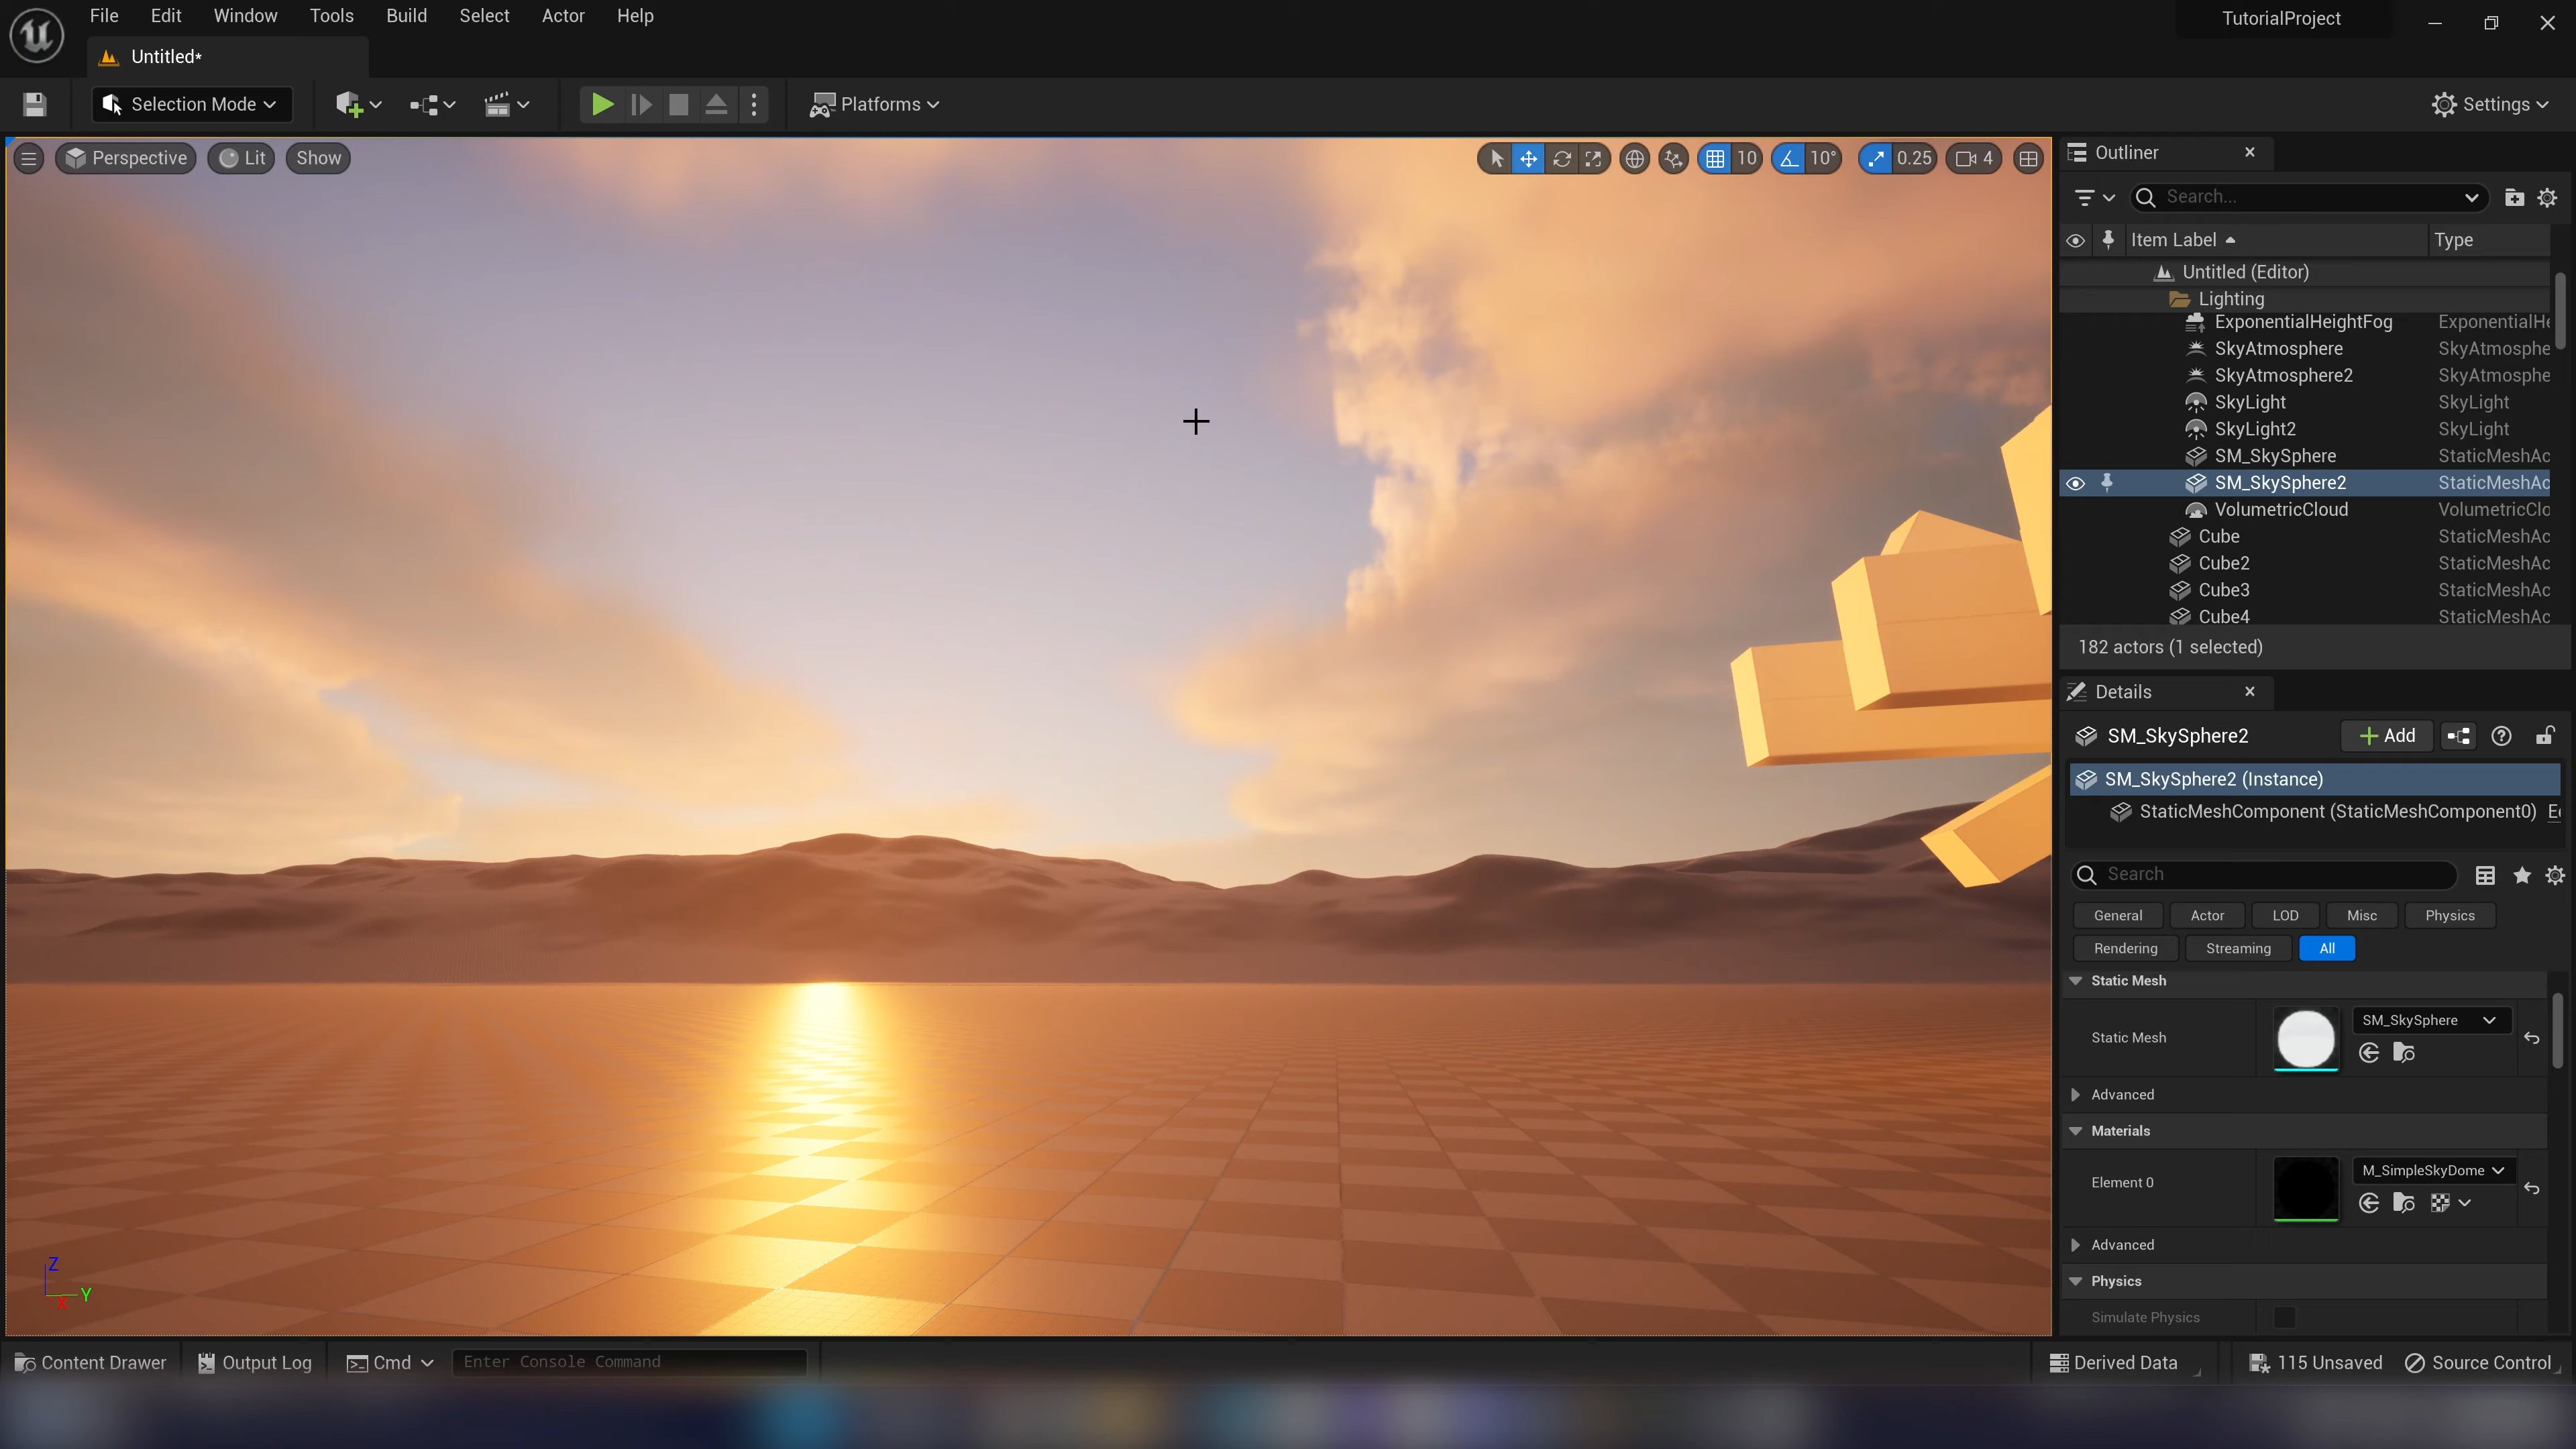 File Edit Window Tools Build Select Actor Help
TutorialProject
Untitled*
Selection Mode
Platforms
Settings
Perspective Lit Show
10 10° 0.25 4
Outliner
Search...
Item Label Type
Untitled (Editor)
Lighting
ExponentialHeightFog ExponentialHe
SkyAtmosphere SkyAtmosphe
SkyAtmosphere2 SkyAtmosphe
SkyLight SkyLight
SkyLight2 SkyLight
SM_SkySphere StaticMeshAc
SM_SkySphere2 StaticMeshAc
VolumetricCloud VolumetricClo
Cube StaticMeshAc
Cube2 StaticMeshAc
Cube3 StaticMeshAc
Cube4 StaticMeshAc
182 actors (1 selected)
Details
SM_SkySphere2 Add
SM_SkySphere2 (Instance)
StaticMeshComponent (StaticMeshComponent0) E
Search
General Actor LOD Misc Physics
Rendering Streaming All
Static Mesh
SM_SkySphere
Static Mesh
Advanced
Materials
M_SimpleSkyDome
Element 0
Advanced
Physics
Simulate Physics
Z
Y
X
Content Drawer Output Log Cmd Enter Console Command
Derived Data 115 Unsaved Source Control